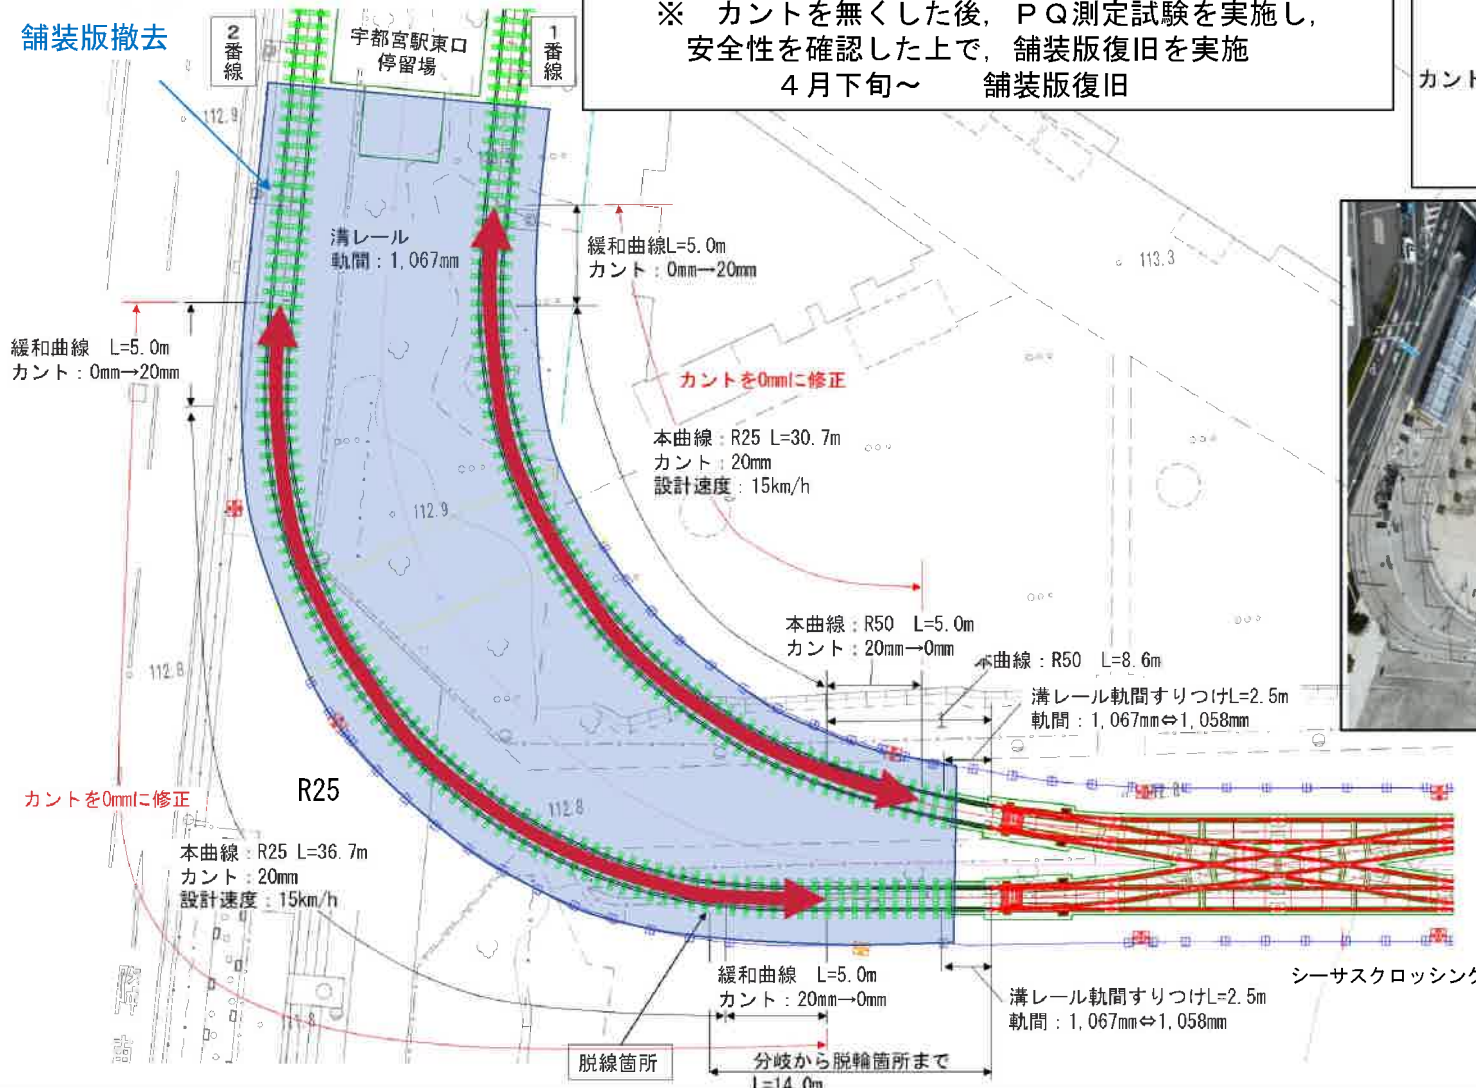 ※　カントを無くした後，ＰＱ測定試験を実施し，
安全性を確認した上で，舗装版復旧を実施
４月下旬～　　舗装版復旧
カント
舗装版撤去
２番線
宇都宮駅東口
停留場
１番線
112.9
溝レール
軌間：1,067mm
緩和曲線L=5.0m
カント：0mm→20mm
113.3
緩和曲線　L=5.0m
カント：0mm→20mm
カントを0mmに修正
本曲線：R25 L=30.7m
カント：20mm
設計速度：15km/h
112.9
本曲線：R50　L=5.0m
カント：20mm→0mm
本曲線：R50　L=8.6m
112.8
溝レール軌間すりつけL=2.5m
軌間：1,067mm⇔1,058mm
R25
カントを0mmに修正
112.8
本曲線：R25 L=36.7m
カント：20mm
設計速度：15km/h
緩和曲線　L=5.0m
カント：20mm→0mm
シーサスクロッシング
溝レール軌間すりつけL=2.5m
軌間：1,067mm⇔1,058mm
脱線箇所
分岐から脱輪箇所まで
L=14.0m